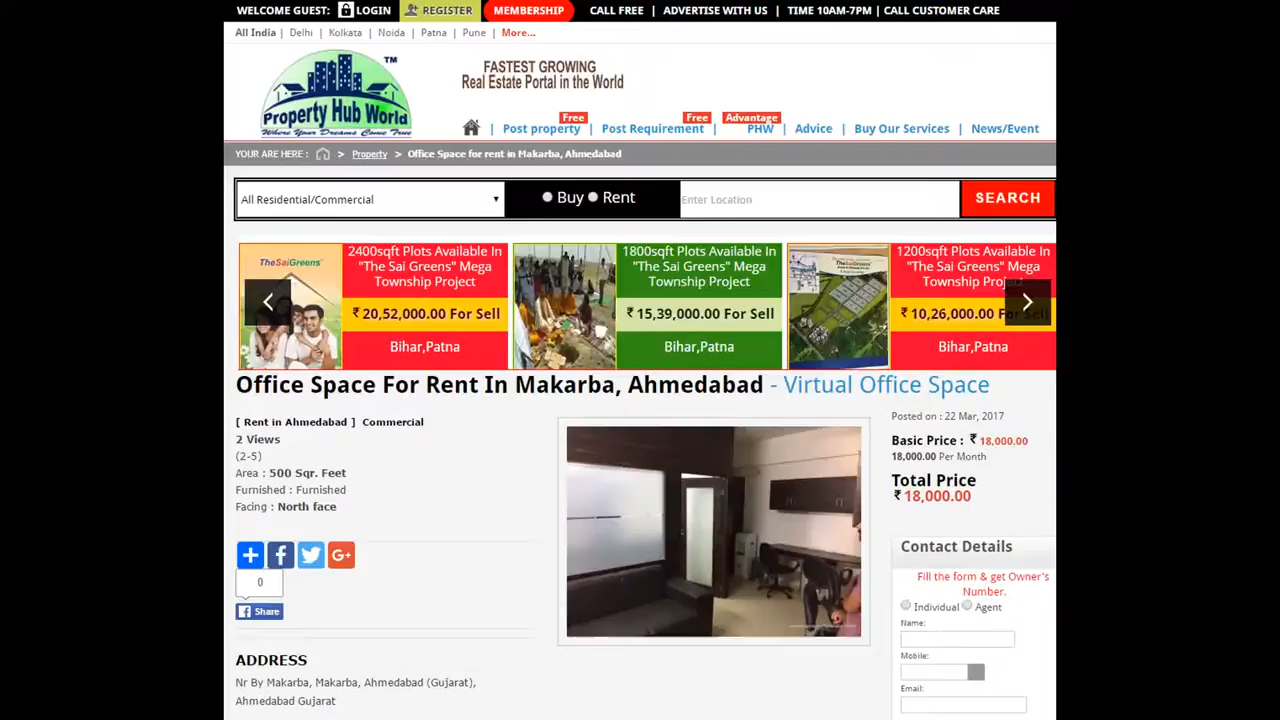 WELCOME GUEST: LOGIN REGISTER MEMBERSHIP CALL FREE | ADVERTISE WITH US | TIME 10AM-7PM | CALL CUSTOMER CARE
All India | Delhi | Kolkata | Noida | Patna | Pune | More...
TM
Property Hub World
Where Your Dreams Come True
FASTEST GROWING
Real Estate Portal in the World
Free Free Advantage
| Post property | Post Requirement | PHW | Advice | Buy Our Services | News/Event
YOUR ARE HERE : > Property > Office Space for rent in Makarba, Ahmedabad
All Residential/Commercial Buy Rent Enter Location SEARCH
TheSaiGreens
2400sqft Plots Available In
"The Sai Greens" Mega
Township Project
₹ 20,52,000.00 For Sell
Bihar,Patna
1800sqft Plots Available In
"The Sai Greens" Mega
Township Project
₹ 15,39,000.00 For Sell
Bihar,Patna
TheSaiGreens
1200sqft Plots Available In
"The Sai Greens" Mega
Township Project
₹ 10,26,000.00 For Sell
Bihar,Patna
Office Space For Rent In Makarba, Ahmedabad - Virtual Office Space
[ Rent in Ahmedabad ] Commercial
2 Views
(2-5)
Area : 500 Sqr. Feet
Furnished : Furnished
Facing : North face
0
Share
ADDRESS
Nr By Makarba, Makarba, Ahmedabad (Gujarat),
Ahmedabad Gujarat
Posted on : 22 Mar, 2017
Basic Price : ₹ 18,000.00
18,000.00 Per Month
Total Price
₹ 18,000.00
Contact Details
Fill the form & get Owner's
Number.
Individual Agent
Name:
Mobile:
Email: